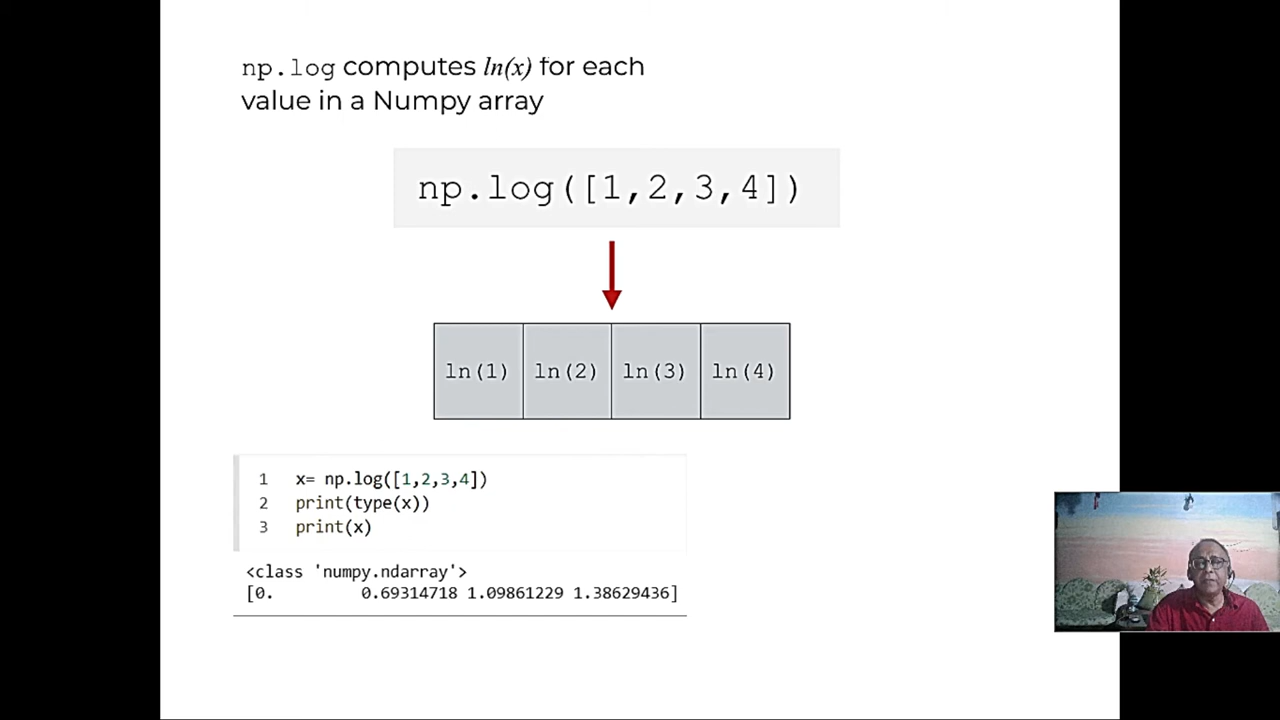 np.log computes ln(x) for each
value in a Numpy array
np.log([1,2,3,4])
ln(1) ln(2) ln(3) ln(4)
1 x= np.log([1,2,3,4])
2 print(type(x))
3 print(x)
<class 'numpy.ndarray'>
[0. 0.69314718 1.09861229 1.38629436]